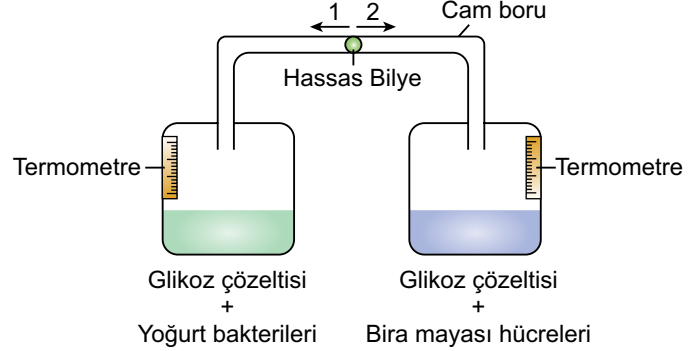 1 2
Cam boru
Hassas Bilye
Termometre
Termometre
Glikoz çözeltisi
+
Yoğurt bakterileri
Glikoz çözeltisi
+
Bira mayası hücreleri